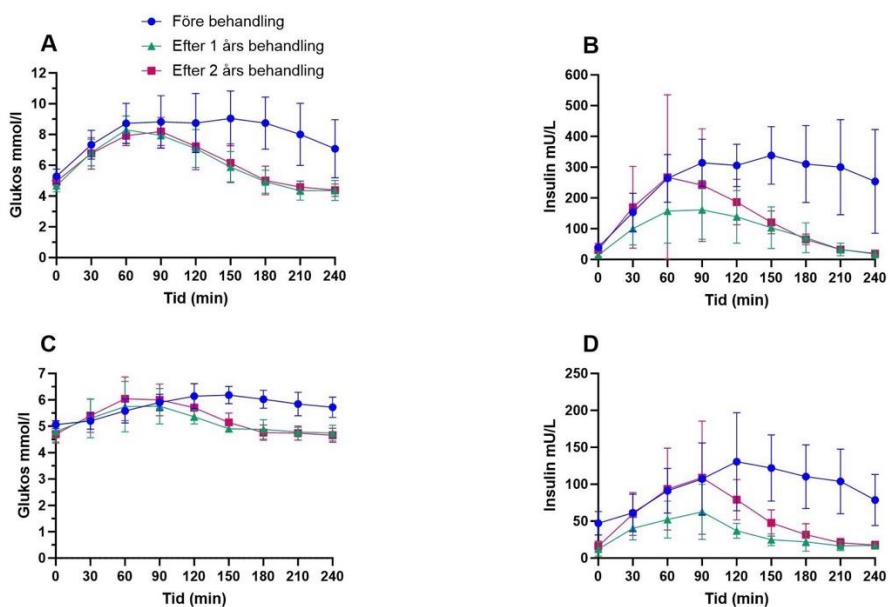 Före behandling
Efter 1 års behandling
Efter 2 års behandling
A
Glukos mmol/l
12
10
8
6
4
2
0
0 30 60 90 120 150 180 210 240
Tid (min)
B
Insulin mU/L
600
500
400
300
200
100
0
0 30 60 90 120 150 180 210 240
Tid (min)
C
Glukos mmol/l
7
6
5
4
3
2
1
0
0 30 60 90 120 150 180 210 240
Tid (min)
D
Insulin mU/L
250
200
150
100
50
0
0 30 60 90 120 150 180 210 240
Tid (min)